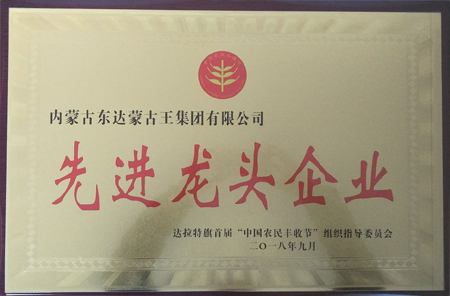 内蒙古东达蒙古王集团有限公司
先进龙头企业
达拉特旗首届“中国农民丰收节”组织指导委员会
二〇一八年九月